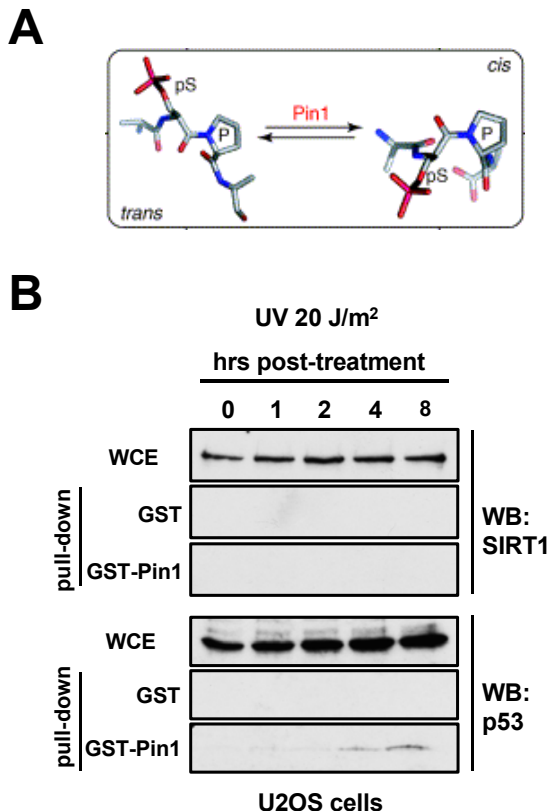 A
pS
cis
Pin1
P
P
pS
trans
B
UV 20 J/m²
hrs post-treatment
0 1 2 4 8
WCE
pull-down
GST
GST-Pin1
WB:
SIRT1
WCE
pull-down
GST
GST-Pin1
WB:
p53
U2OS cells